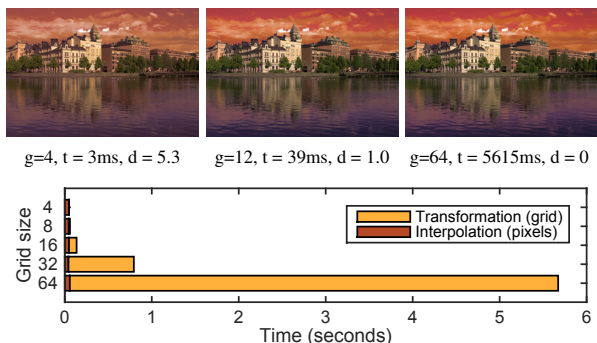 g=4, t = 3ms, d = 5.3
g=12, t = 39ms, d = 1.0
g=64, t = 5615ms, d = 0
Grid size
4
8
16
32
64
Transformation (grid)
Interpolation (pixels)
0 1 2 3 4 5 6
Time (seconds)